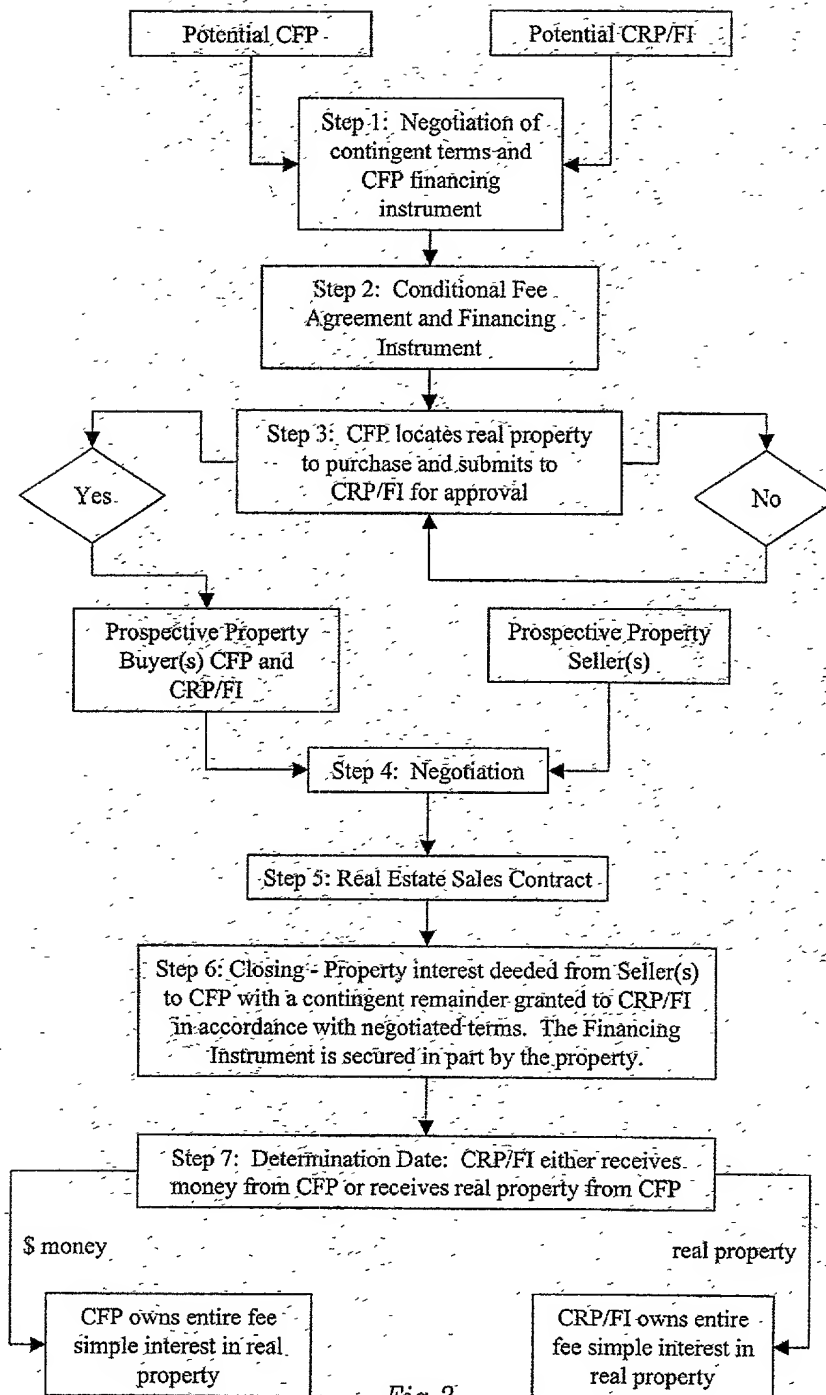 Potential CFP
Potential CRP/FI
Step 1: Negotiation of
contingent terms and
CFP financing
instrument
Step 2: Conditional Fee
Agreement and Financing
Instrument
Step 3: CFP locates real property
to purchase and submits to
CRP/FI for approval
Yes
No
Prospective Property
Buyer(s) CFP and
CRP/FI
Prospective Property
Seller(s)
Step 4: Negotiation
Step 5: Real Estate Sales Contract
Step 6: Closing - Property interest deeded from Seller(s)
to CFP with a contingent remainder granted to CRP/FI
in accordance with negotiated terms. The Financing
Instrument is secured in part by the property.
Step 7: Determination Date: CRP/FI either receives
money from CFP or receives real property from CFP
$ money
real property
CFP owns entire fee
simple interest in real
property
CRP/FI owns entire
fee simple interest in
real property